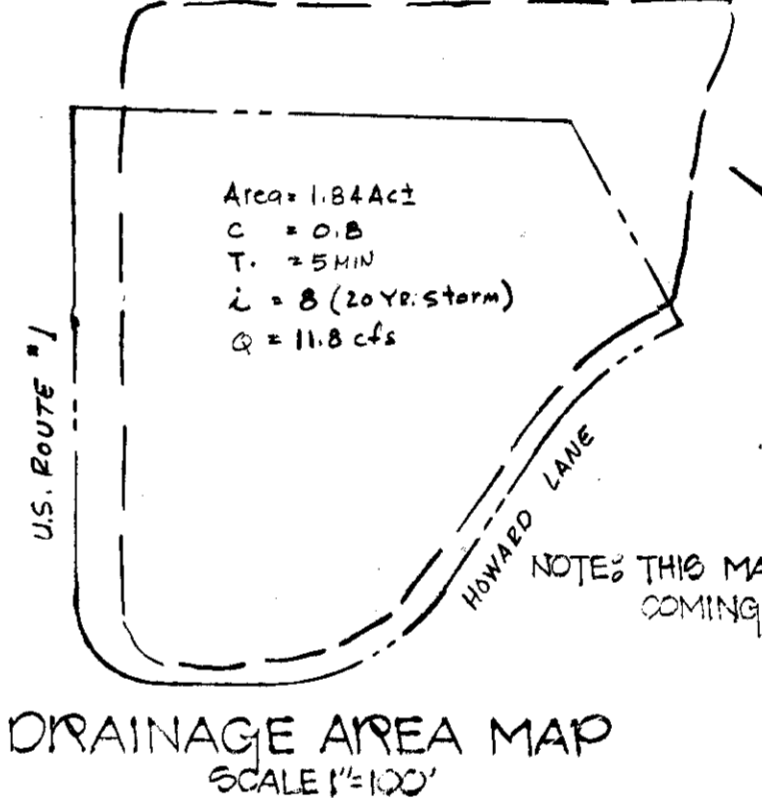 Area = 1.84 Ac±
C = 0.8
T. = 5 MIN
i = 8 (20 YR. Storm)
Q = 11.8 cfs
U.S. ROUTE #1
HOWARD LANE
NOTE: THIS MA
COMING
DRAINAGE AREA MAP
SCALE 1"=100'